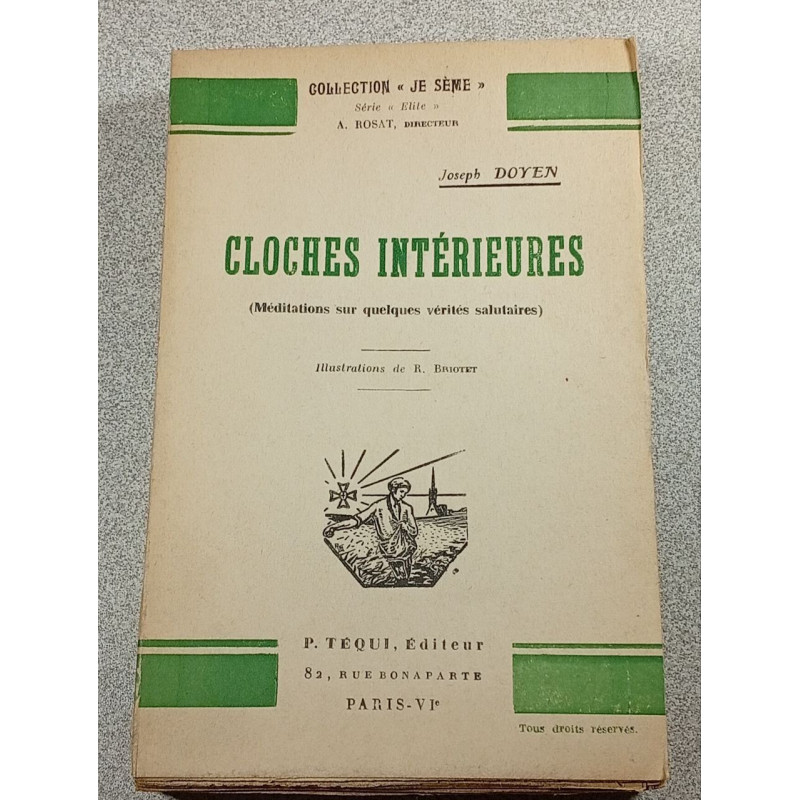 COLLECTION « JE SÈME »
Série « Elite »
A. ROSAT, DIRECTEUR
Joseph DOYEN
CLOCHES INTÉRIEURES
(Méditations sur quelques vérités salutaires)
Illustrations de R. BRIOTET
P. TÉQUI, Éditeur
82, RUE BONAPARTE
PARIS-VIe
Tous droits réservés.